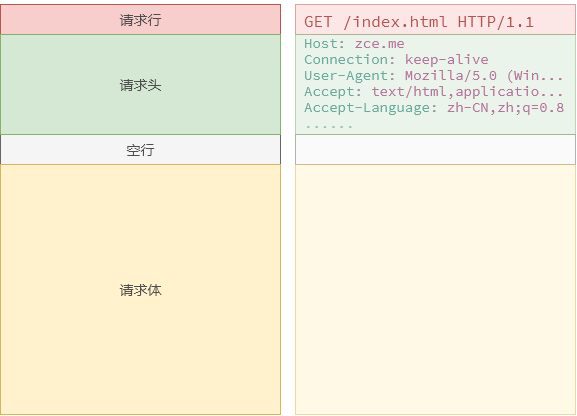 请求行
GET /index.html HTTP/1.1
请求头
Host: zce.me
Connection: keep-alive
User-Agent: Mozilla/5.0 (Win...
Accept: text/html,applicatio...
Accept-Language: zh-CN,zh;q=0.8
......
空行
请求体